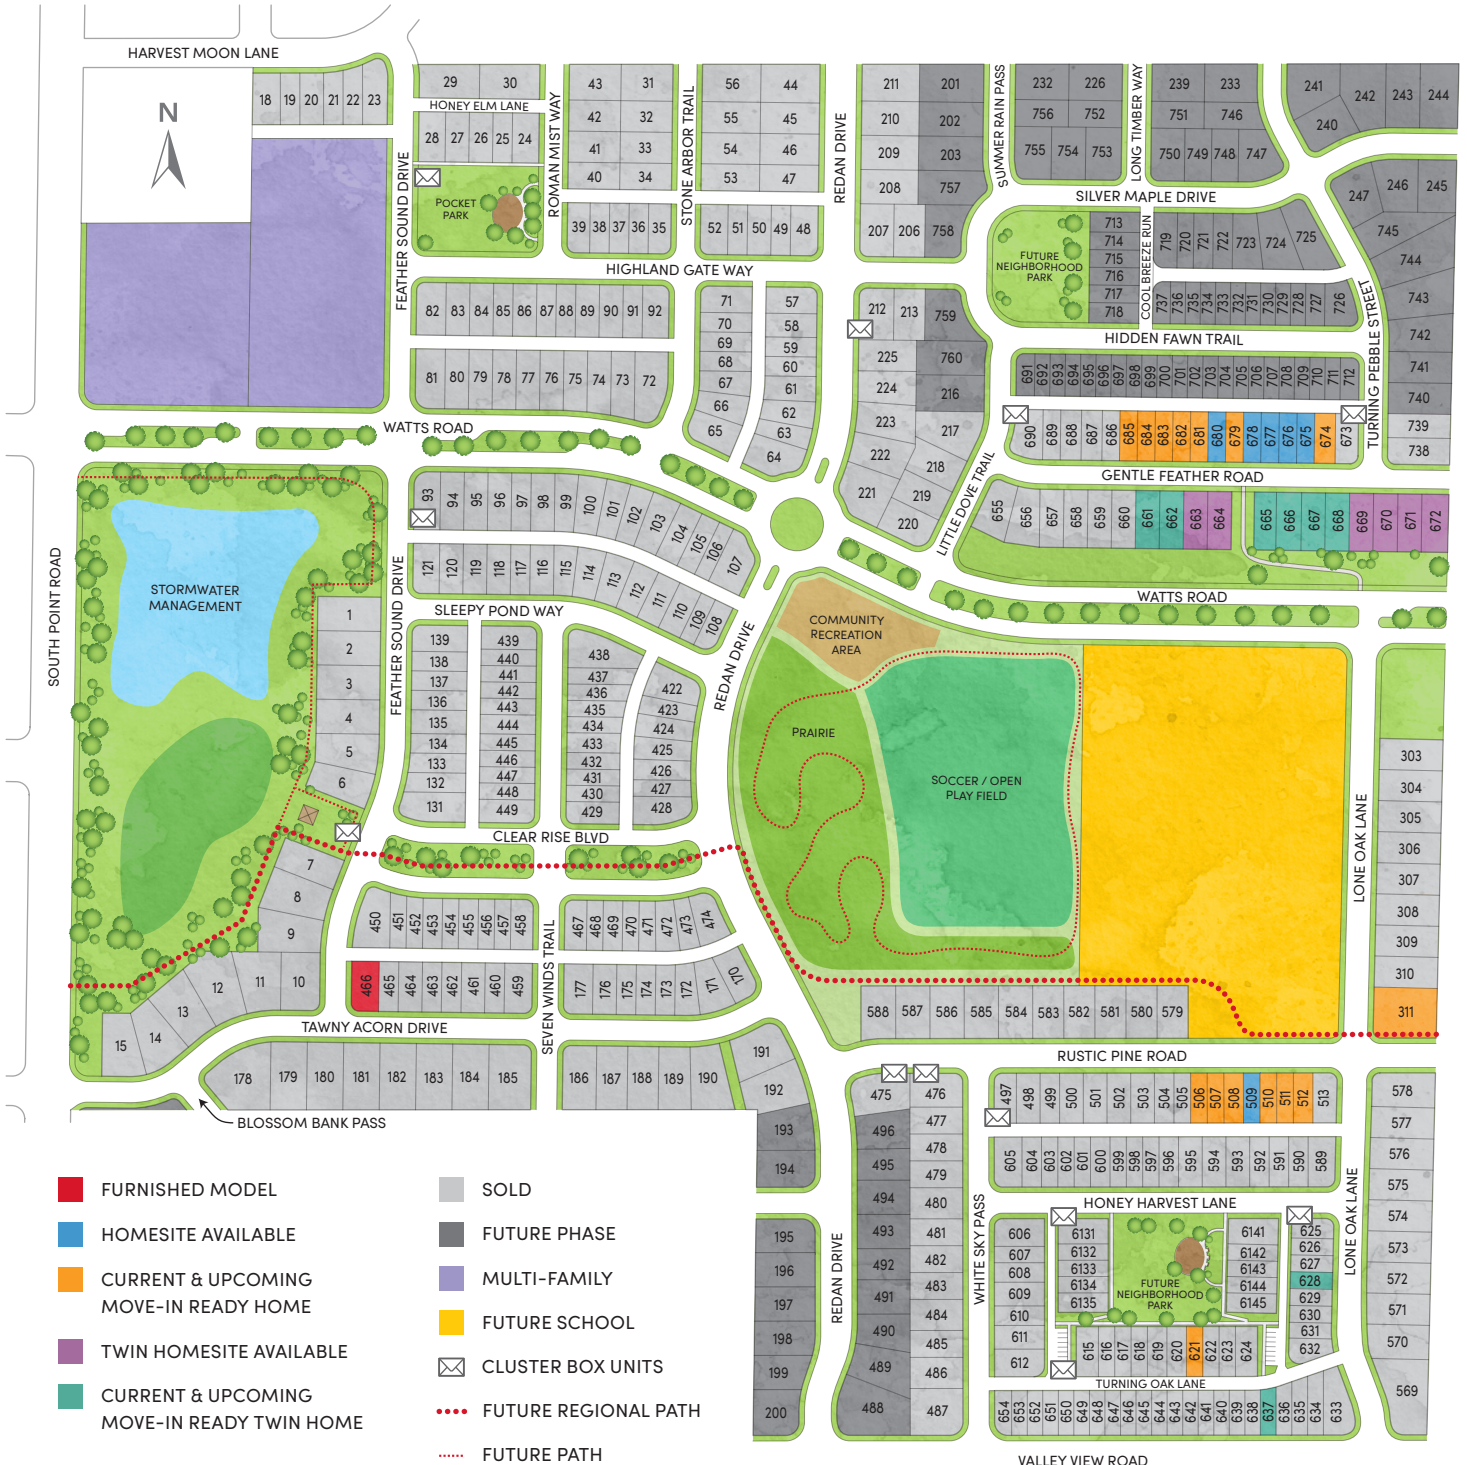 HARVEST MOON LANE
N
18 19 20 21 22 23
29 30
HONEY ELM LANE
28 27 26 25 24
POCKET
PARK
FEATHER SOUND DRIVE
ROMAN MIST WAY
43 31
42 32
41 33
40 34
39 38 37 36 35
STONE ARBOR TRAIL
56 44
55 45
54 46
53 47
52 51 50 49 48
REDAN DRIVE
211 201
210 202
209 203
208 757
207 206 758
SUMMER RAIN PASS
232 226
756 752
755 754 753
LONG TIMBER WAY
239 233
751 746
750 749 748 747
241 242 243 244
240
SILVER MAPLE DRIVE
247 246 245
745
744
743
742
741
740
739
738
FUTURE
NEIGHBORHOOD
PARK
713
714
715
716
717
718
COOL BREEZE RUN
719 720 721 722 723 724 725
737 736 735 734 733 732 731 730 729 728 727 726
TURNING PEBBLE STREET
HIDDEN FAWN TRAIL
HIGHLAND GATE WAY
82 83 84 85 86 87 88 89 90 91 92
81 80 79 78 77 76 75 74 73 72
71
70
69
68
67
66
65
57
58
59
60
61
62
63
64
212 213 759
225 760
224 216
223 217
222 218
221 219
220
691 692 693 694 695 696 697 698 699 700 701 702 703 704 705 706 707 708 709 710 711 712
690 689 688 687 686 685 684 683 682 681 680 679 678 677 676 675 674 673
WATTS ROAD
GENTLE FEATHER ROAD
LITTLE DOVE TRAIL
655 656 657 658 659 660 661 662 663 664 665 666 667 668 669 670 671 672
WATTS ROAD
93 94 95 96 97 98 99 100 101 102 103 104 105 106 107
121 120 119 118 117 116 115 114 113 112 111 110 109 108
SLEEPY POND WAY
SOUTH POINT ROAD
STORMWATER
MANAGEMENT
FEATHER SOUND DRIVE
1
2
3
4
5
6
7
8
9
10
11
12
13
14
15
139
138
137
136
135
134
133
132
131
439
440
441
442
443
444
445
446
447
448
449
438
437
436
435
434
433
432
431
430
429
422
423
424
425
426
427
428
REDAN DRIVE
COMMUNITY
RECREATION
AREA
PRAIRIE
SOCCER / OPEN
PLAY FIELD
LONE OAK LANE
303
304
305
306
307
308
309
310
311
CLEAR RISE BLVD
450 451 452 453 454 455 456 457 458
466 465 464 463 462 461 460 459
SEVEN WINDS TRAIL
467 468 469 470 471 472 473 474
177 176 175 174 173 172 171 170
TAWNY ACORN DRIVE
178 179 180 181 182 183 184 185
186 187 188 189 190
191
192
193
194
195
196
197
198
199
200
BLOSSOM BANK PASS
588 587 586 585 584 583 582 581 580 579
RUSTIC PINE ROAD
REDAN DRIVE
475 476
496 477
495 478
494 479
493 480
492 481
491 482
490 483
489 484
488 485
486
487
WHITE SKY PASS
497 498 499 500 501 502 503 504 505 506 507 508 509 510 511 512 513
605 604 603 602 601 600 599 598 597 596 595 594 593 592 591 590 589
HONEY HARVEST LANE
LONE OAK LANE
578
577
576
575
574
573
572
571
570
569
606
607
608
609
610
611
612
6131
6132
6133
6134
6135
FUTURE
NEIGHBORHOOD
PARK
6141
6142
6143
6144
6145
625
626
627
628
629
630
631
632
615 616 617 618 619 620 621 622 623 624
TURNING OAK LANE
654 653 652 651 650 649 648 647 646 645 644 643 642 641 640 639 638 637 636 635 634 633
VALLEY VIEW ROAD
FURNISHED MODEL
HOMESITE AVAILABLE
CURRENT & UPCOMING
MOVE-IN READY HOME
TWIN HOMESITE AVAILABLE
CURRENT & UPCOMING
MOVE-IN READY TWIN HOME
SOLD
FUTURE PHASE
MULTI-FAMILY
FUTURE SCHOOL
CLUSTER BOX UNITS
FUTURE REGIONAL PATH
FUTURE PATH